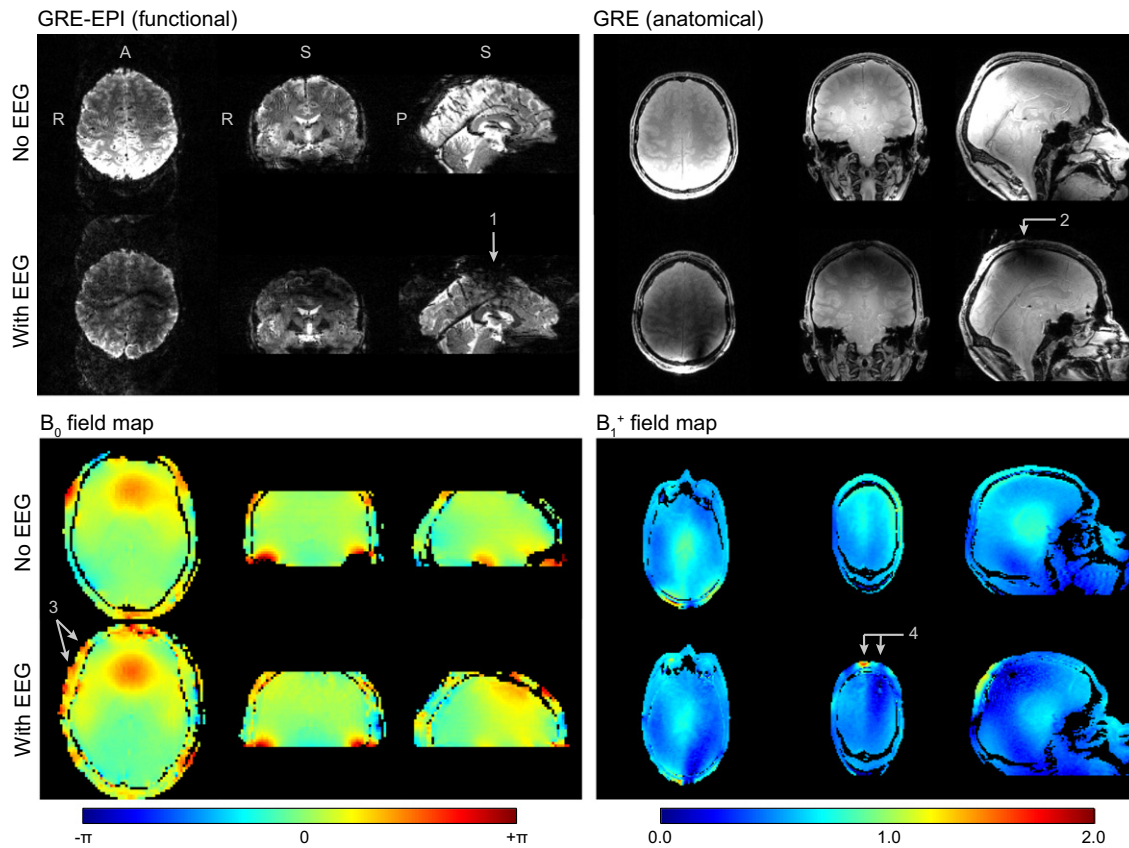 GRE-EPI (functional)
GRE (anatomical)
No EEG
A
S
S
R
R
P
With EEG
1
2
B₀ field map
B₁⁺ field map
No EEG
3
4
With EEG
-π
0
+π
0.0
1.0
2.0